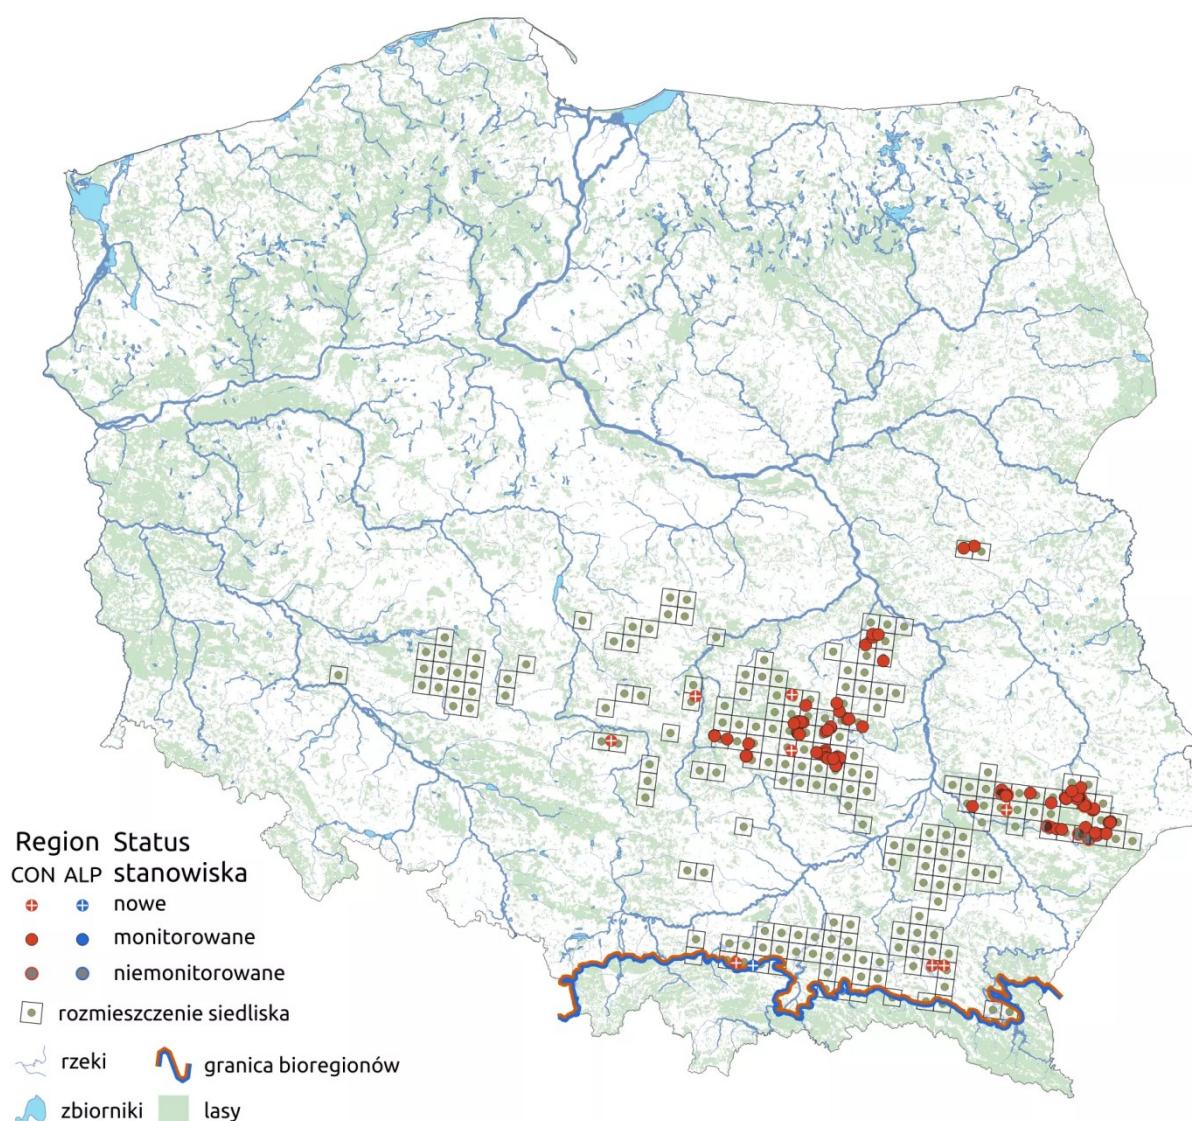 Region Status
CON ALP stanowiska
nowe
monitorowane
niemonitorowane
rozmieszczenie siedliska
rzeki granica bioregionów
zbiorniki lasy